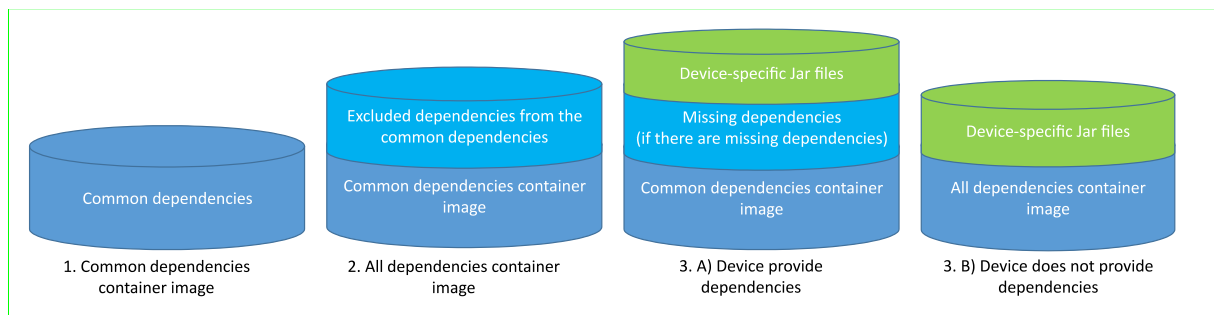 Common dependencies
1. Common dependencies
container image
Excluded dependencies from the
common dependencies
Common dependencies container
image
2. All dependencies container
image
Device-specific Jar files
Missing dependencies
(if there are missing dependencies)
Common dependencies container
image
3. A) Device provide
dependencies
Device-specific Jar files
All dependencies container
image
3. B) Device does not provide
dependencies